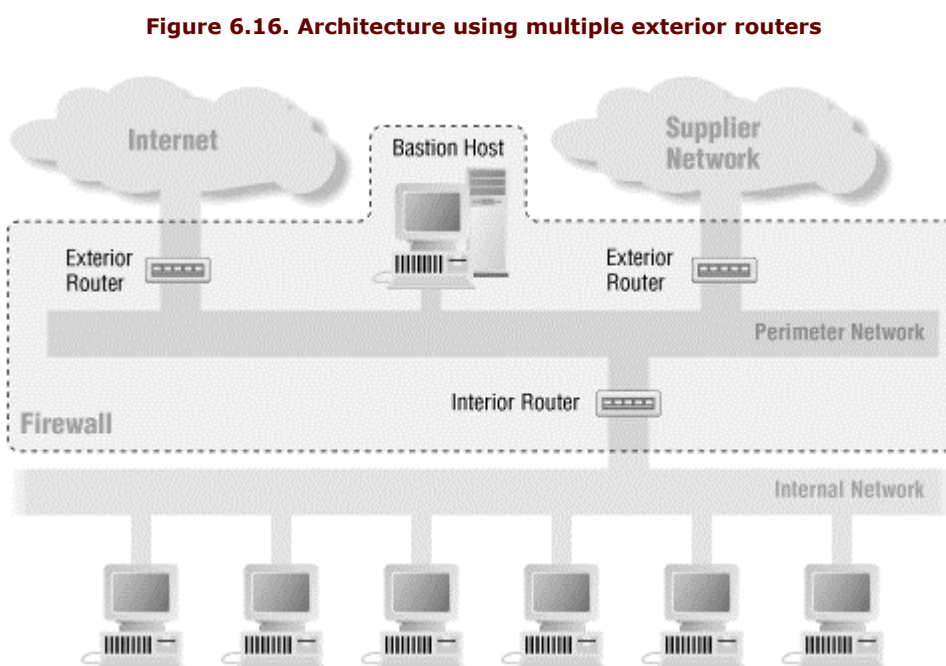 Figure 6.16. Architecture using multiple exterior routers
Internet
Bastion Host
Supplier
Network
Exterior
Router
Exterior
Router
Perimeter Network
Interior Router
Firewall
Internal Network